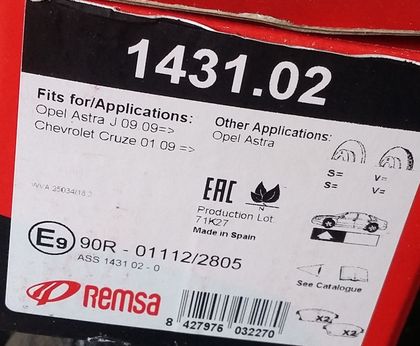 1431.02
Fits for/Applications:
Opel Astra J 09 09=>
Chevrolet Cruze 01 09 =>
Other Applications:
Opel Astra
S= V=
S= V=
EAC
Production Lot.
71K27
Made in Spain
E9 90R - 01112/2805
ASS 1431 02 - 0
See Catalogue
REMSA
X2 X2
8 427976 032270